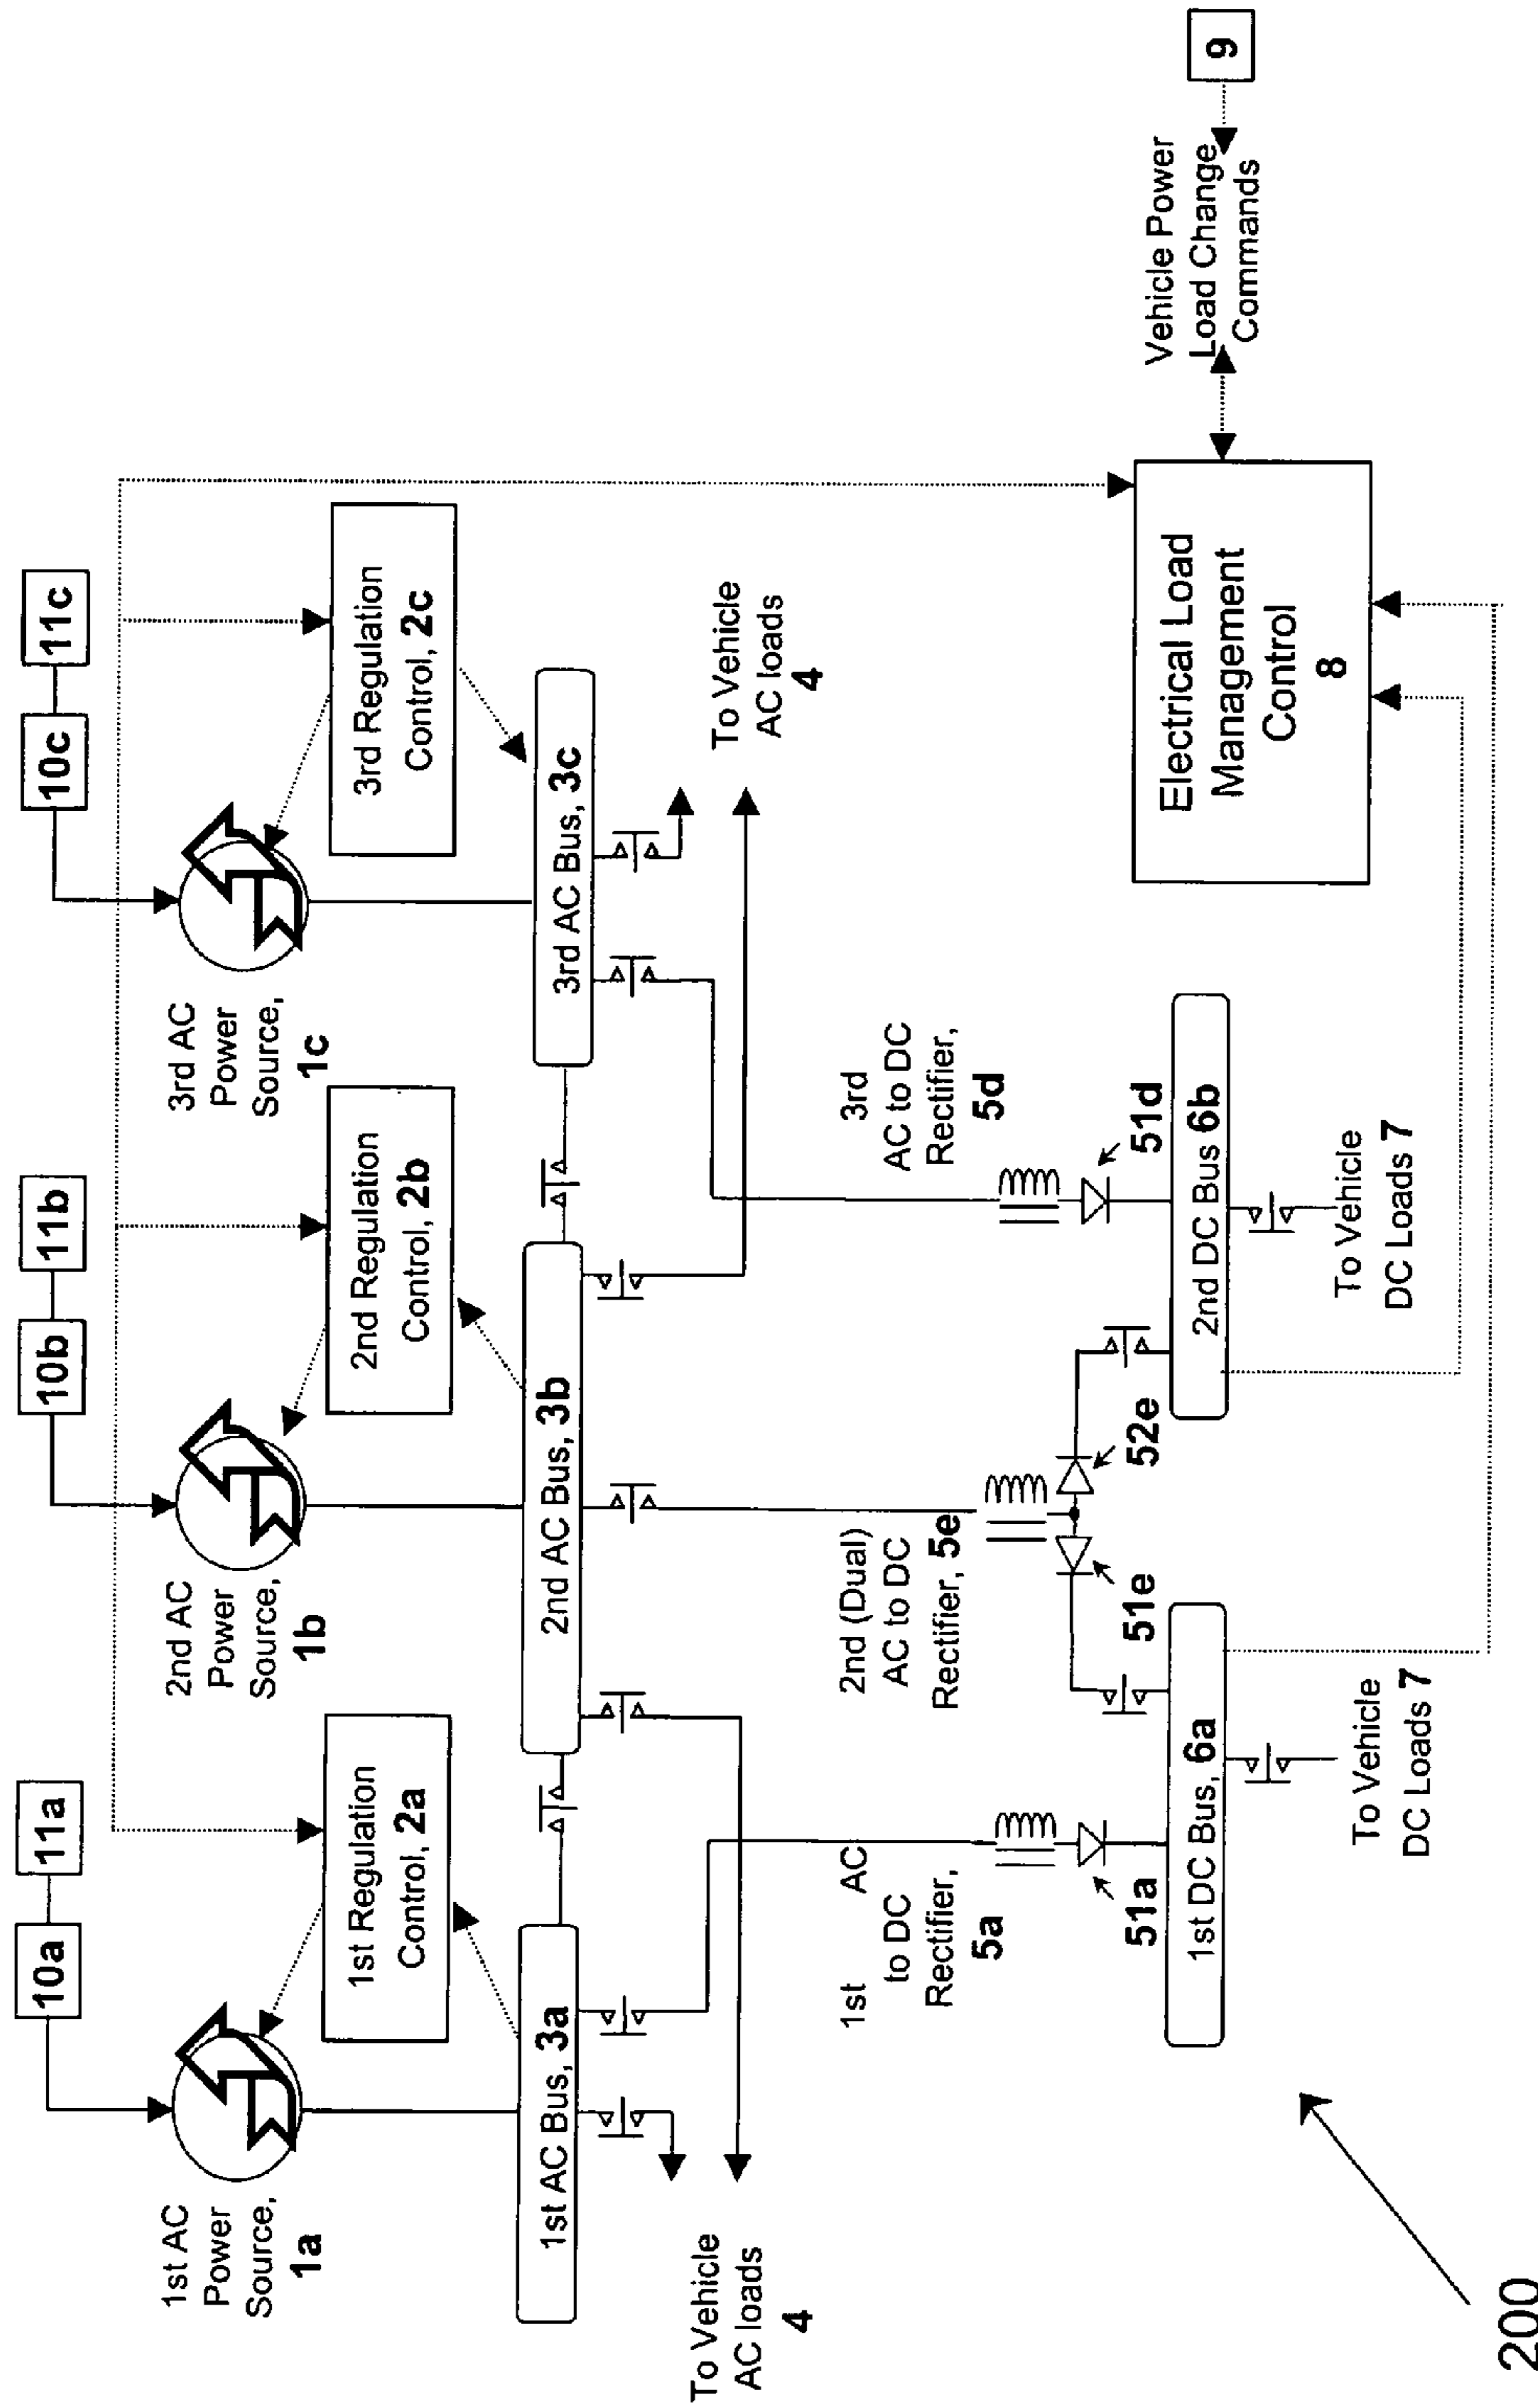 10a
11a
10b
11b
10c
11c
1st AC
Power
Source,
1a
2nd AC
Power
Source,
1b
3rd AC
Power
Source,
1c
1st Regulation
Control, 2a
2nd Regulation
Control, 2b
3rd Regulation
Control, 2c
1st AC Bus, 3a
2nd AC Bus, 3b
3rd AC Bus, 3c
To Vehicle
AC loads
4
To Vehicle
AC loads
4
1st AC
to DC
Rectifier,
5a
2nd (Dual)
AC to DC
Rectifier, 5e
3rd
AC to DC
Rectifier,
5d
51a
51e
52e
51d
1st DC Bus, 6a
2nd DC Bus 6b
To Vehicle
DC Loads 7
To Vehicle
DC Loads 7
Electrical Load
Management
Control
8
Vehicle Power
Load Change
Commands
9
200